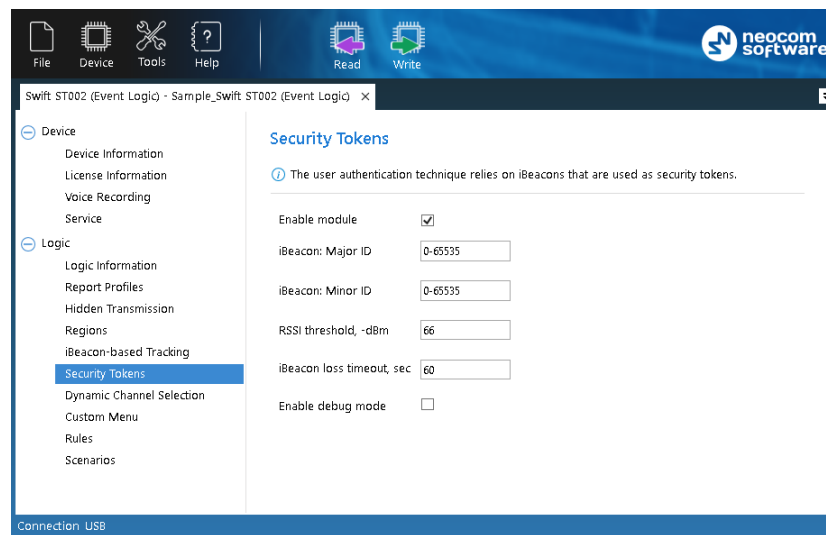 File
Device
Tools
Help
Read
Write
neocom
software
Swift ST002 (Event Logic) - Sample_Swift ST002 (Event Logic)
Device
Device Information
License Information
Voice Recording
Service
Logic
Logic Information
Report Profiles
Hidden Transmission
Regions
iBeacon-based Tracking
Security Tokens
Dynamic Channel Selection
Custom Menu
Rules
Scenarios
Security Tokens
The user authentication technique relies on iBeacons that are used as security tokens.
Enable module
iBeacon: Major ID 0-65535
iBeacon: Minor ID 0-65535
RSSI threshold, -dBm 66
iBeacon loss timeout, sec 60
Enable debug mode
Connection USB